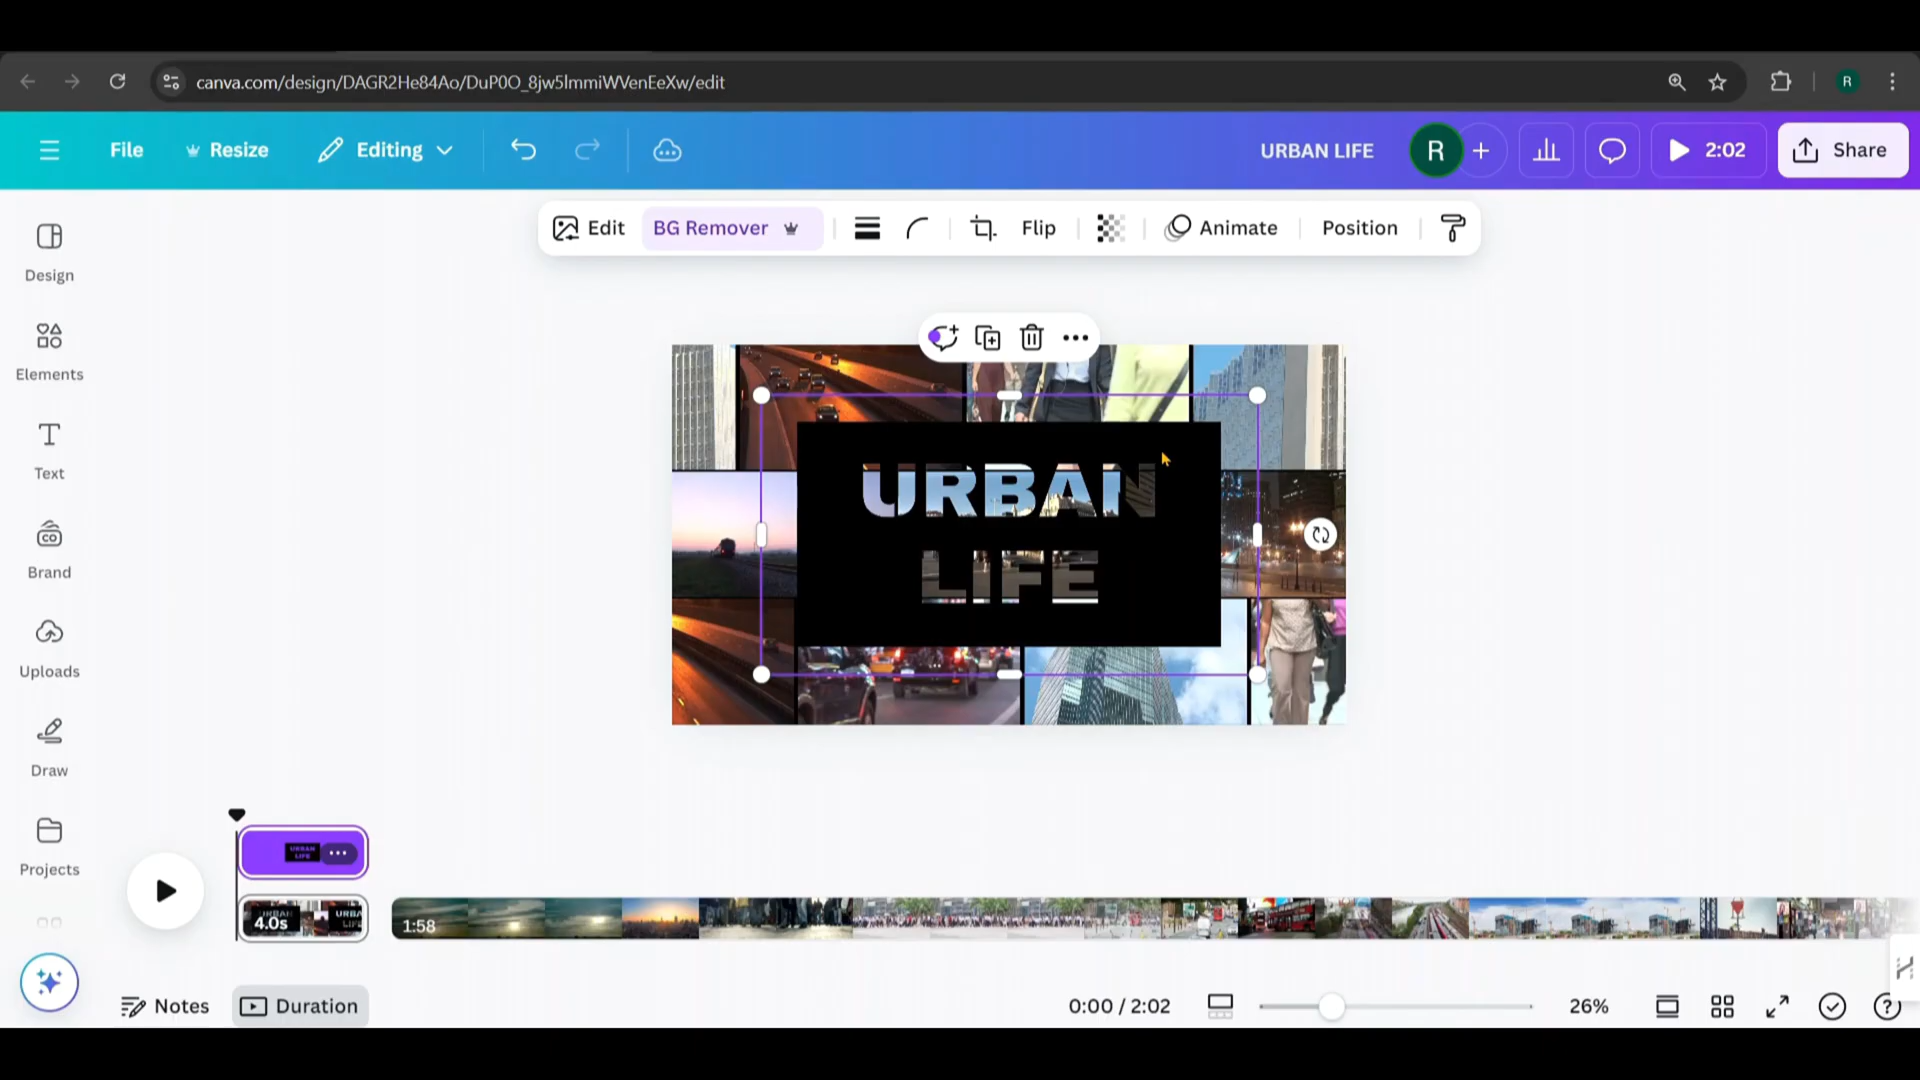 canva.com/design/DAGR2He84Ao/DuP0O_8jw5lmmiWVenEeXw/edit
R
File
Resize
Editing
URBAN LIFE
R
+
2:02
Share
Edit
BG Remover
Flip
Animate
Position
Design
Elements
Text
Brand
Uploads
Draw
Projects
URBAN
LIFE
URBAN
LIFE
4.0s
1:58
Notes
Duration
0:00 / 2:02
26%